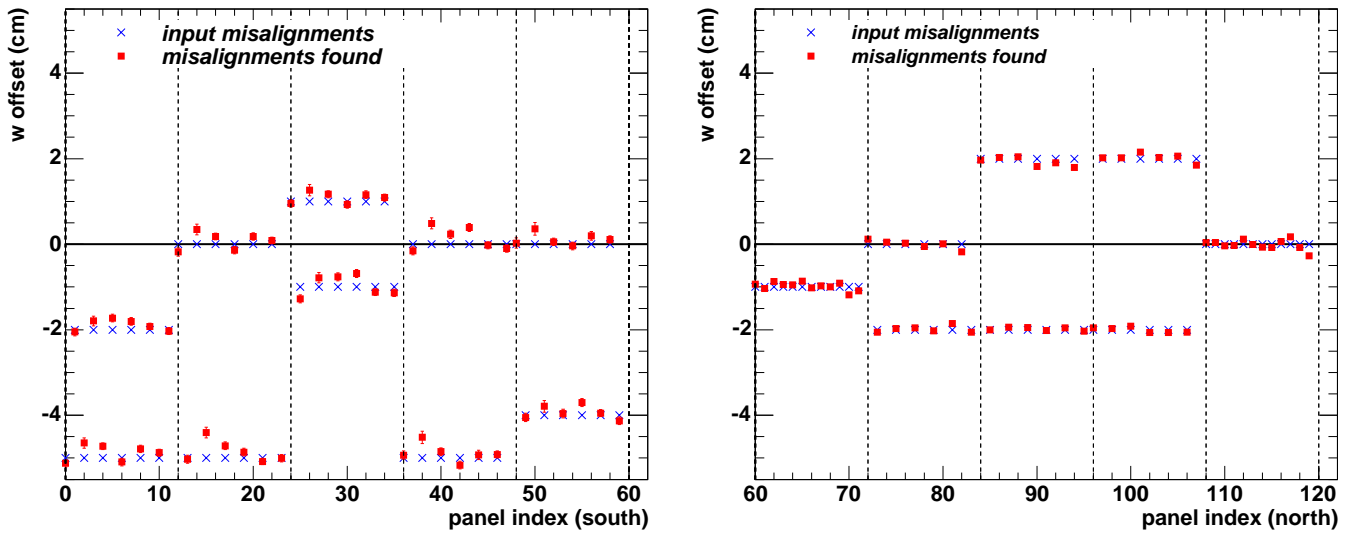 w offset (cm)
input misalignments
misalignments found
4
2
0
-2
-4
0 10 20 30 40 50 60
panel index (south)
w offset (cm)
input misalignments
misalignments found
4
2
0
-2
-4
60 70 80 90 100 110 120
panel index (north)